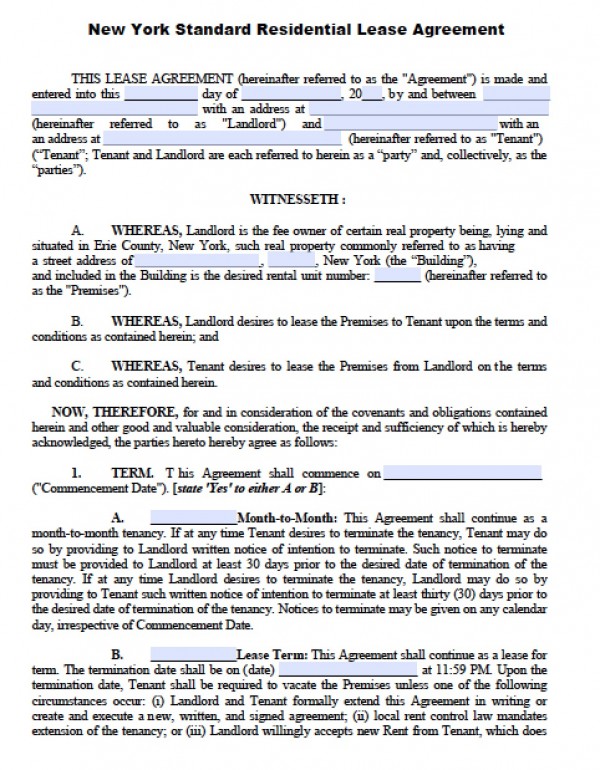 New York Standard Residential Lease Agreement
THIS LEASE AGREEMENT (hereinafter referred to as the "Agreement") is made and
entered into this ____________ day of ________________, 20___, by and between ___________
____________________________ with an address at ________________________________________
(hereinafter referred to as "Landlord") and ____________________________ with an
an address at ________________________________________ (hereinafter referred to as "Tenant")
(“Tenant”; Tenant and Landlord are each referred to herein as a “party” and, collectively, as the
“parties”).
WITNESSETH :
A. WHEREAS, Landlord is the fee owner of certain real property being, lying and
situated in Erie County, New York, such real property commonly referred to as having
a street address of ____________________, ________, New York (the “Building”),
and included in the Building is the desired rental unit number: ________ (hereinafter referred to
as the "Premises").
B. WHEREAS, Landlord desires to lease the Premises to Tenant upon the terms and
conditions as contained herein; and
C. WHEREAS, Tenant desires to lease the Premises from Landlord on the terms
and conditions as contained herein.
NOW, THEREFORE, for and in consideration of the covenants and obligations contained
herein and other good and valuable consideration, the receipt and sufficiency of which is hereby
acknowledged, the parties hereto hereby agree as follows:
1. TERM. T his Agreement shall commence on __________________________
("Commencement Date"). [state 'Yes' to either A or B]:
A. ______________Month-to-Month: This Agreement shall continue as a
month-to-month tenancy. If at any time Tenant desires to terminate the tenancy, Tenant may do
so by providing to Landlord written notice of intention to terminate. Such notice to terminate
must be provided to Landlord at least 30 days prior to the desired date of termination of the
tenancy. If at any time Landlord desires to terminate the tenancy, Landlord may do so by
providing to Tenant such written notice of intention to terminate at least thirty (30) days prior to
the desired date of termination of the tenancy. Notices to terminate may be given on any calendar
day, irrespective of Commencement Date.
B. ______________Lease Term: This Agreement shall continue as a lease for
term. The termination date shall be on (date) ______________________ at 11:59 PM. Upon the
termination date, Tenant shall be required to vacate the Premises unless one of the following
circumstances occur: (i) Landlord and Tenant formally extend this Agreement in writing or
create and execute a new, written, and signed agreement; (ii) local rent control law mandates
extension of the tenancy; or (iii) Landlord willingly accepts new Rent from Tenant, which does